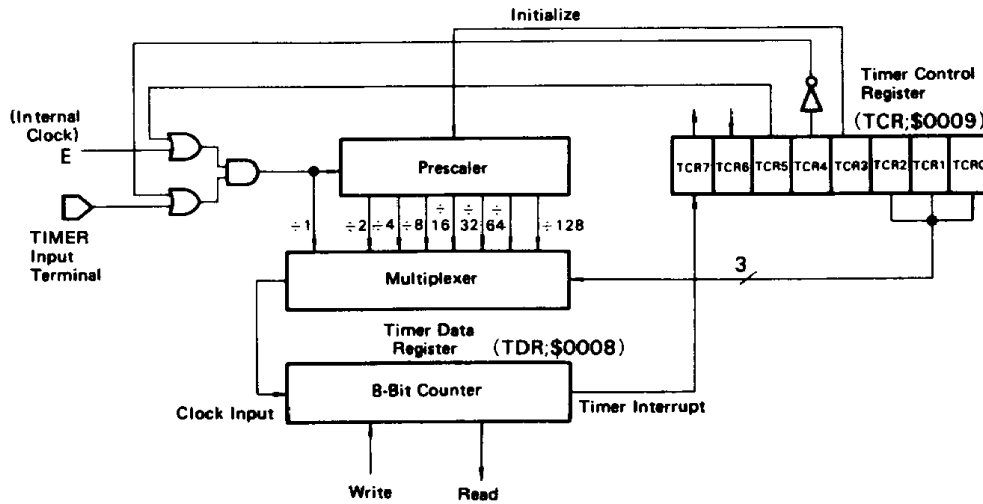 Initialize
Timer Control
Register
(TCR;$0009)
(Internal
Clock)
E
TCR7 TCR6 TCR5 TCR4 TCR3 TCR2 TCR1 TCR0
Prescaler
TIMER
Input
Terminal
÷1 ÷2 ÷4 ÷8 ÷16 ÷32 ÷64 ÷128
3
Multiplexer
Timer Data
Register (TDR;$0008)
8-Bit Counter
Clock Input
Timer Interrupt
Write
Read